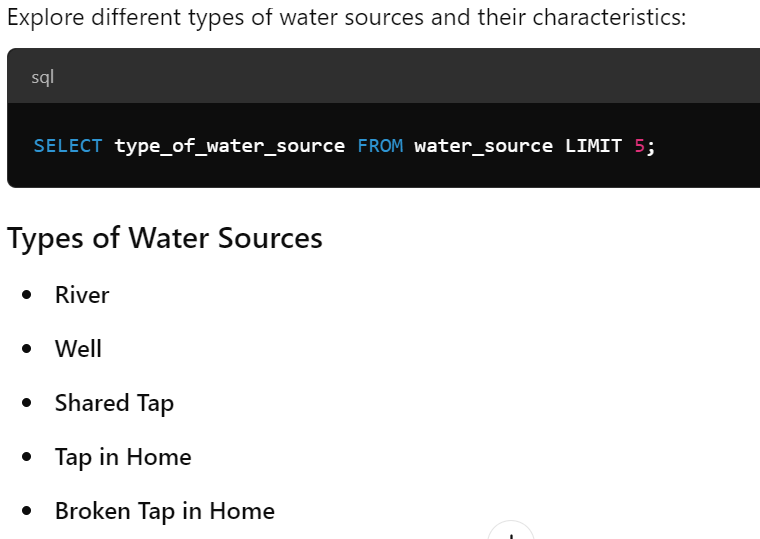 Explore different types of water sources and their characteristics:
sql
SELECT type_of_water_source FROM water_source LIMIT 5;
Types of Water Sources
• River
• Well
• Shared Tap
• Tap in Home
• Broken Tap in Home